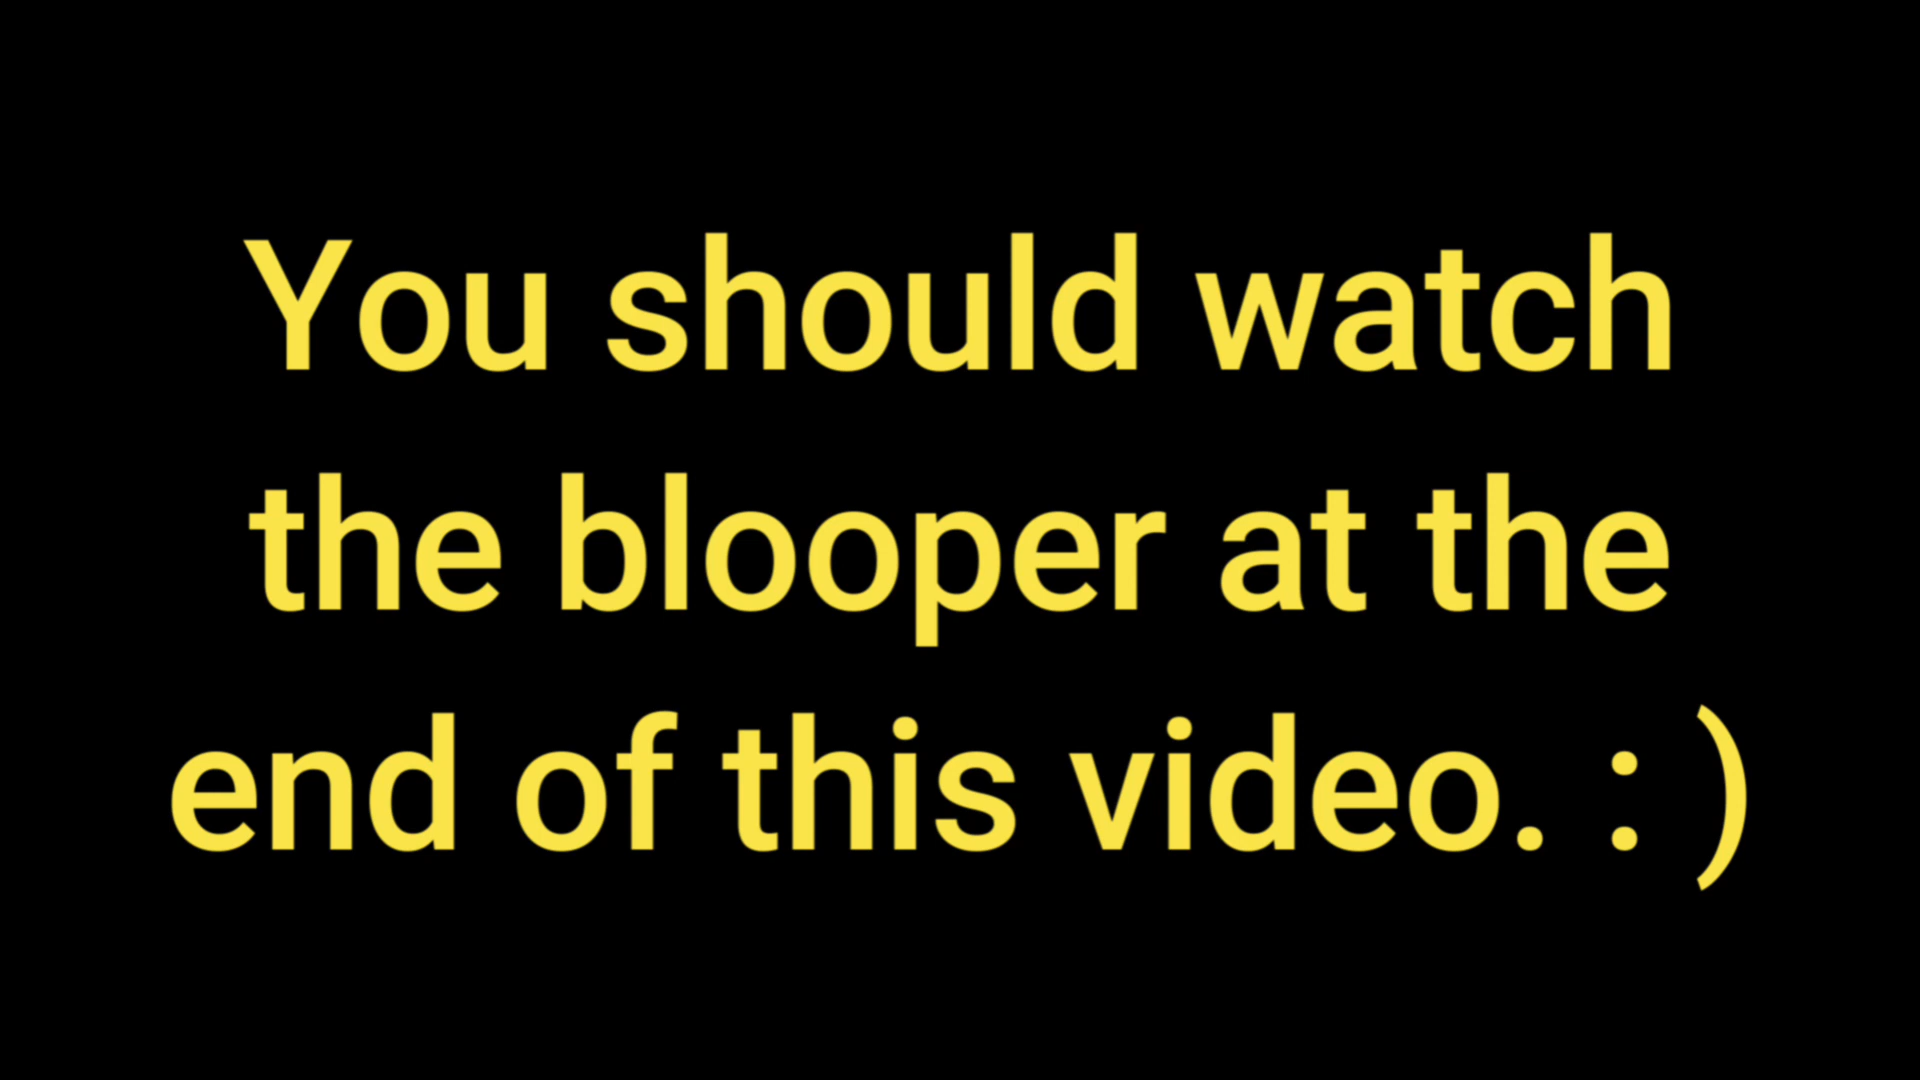 You should watch
the blooper at the
end of this video. : )